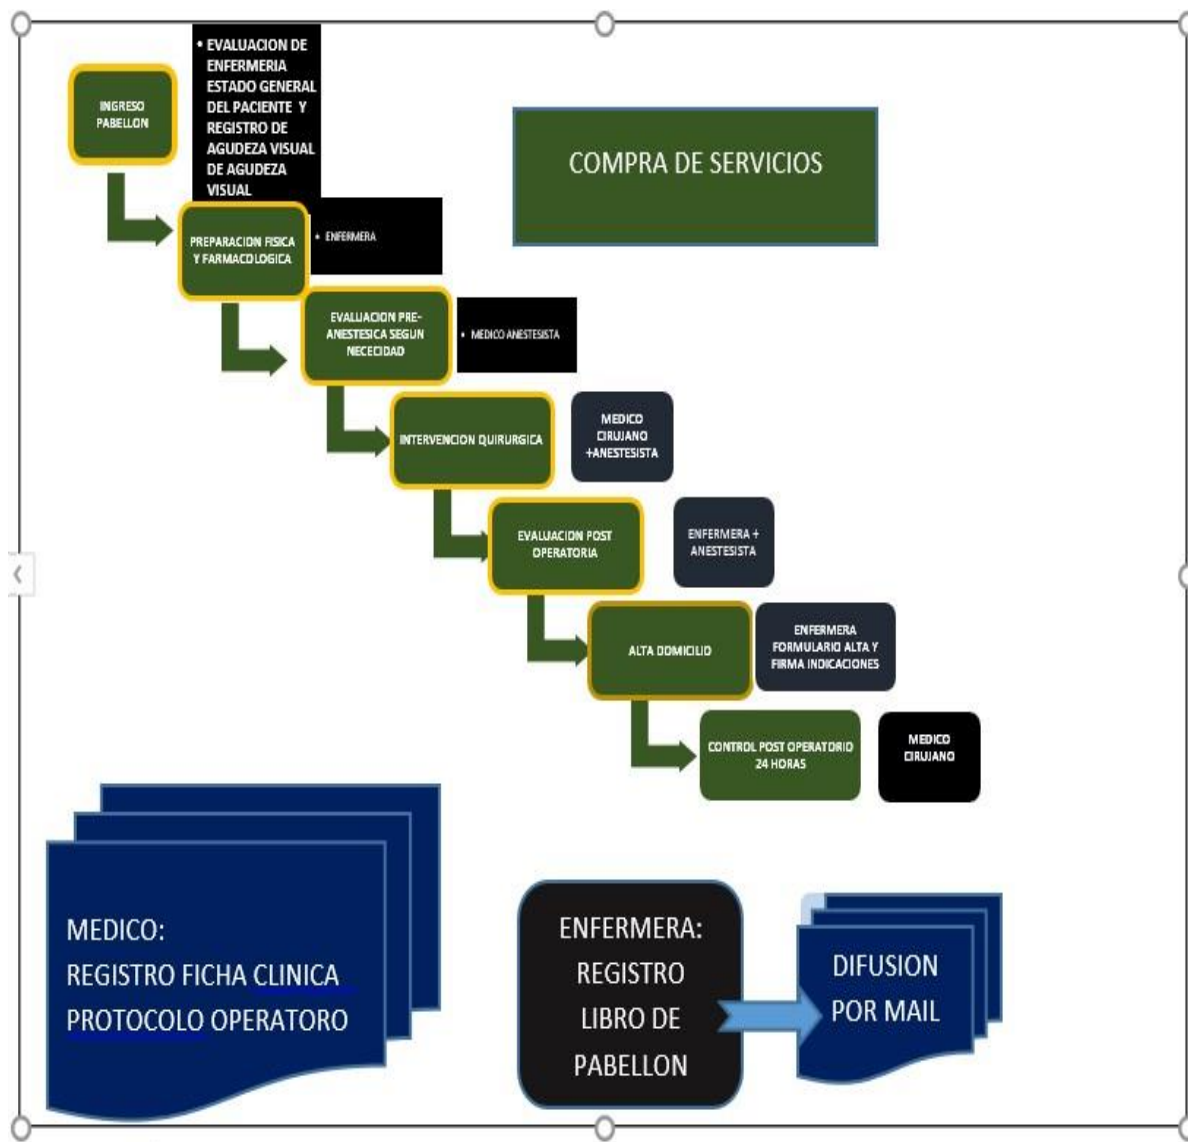 INGRESO
PABELLON
• EVALUACION DE
ENFERMERIA
ESTADO GENERAL
DEL PACIENTE Y
REGISTRO DE
AGUDEZA VISUAL
DE AGUDEZA
VISUAL
COMPRA DE SERVICIOS
PREPARACION FISICA
Y FARMACOLOGICA
• ENFERMERA
EVALUACION PRE-
ANESTESICA SEGUN
NECECIDAD
• MEDICO ANESTESISTA
INTERVENCION QUIRURGICA
MEDICO
CIRUJANO
+ANESTESISTA
EVALUACION POST
OPERATORIA
ENFERMERA +
ANESTESISTA
ALTA DOMICILIO
ENFERMERA
FORMULARIO ALTA Y
FIRMA INDICACIONES
CONTROL POST OPERATORIO
24 HORAS
MEDICO
CIRUJANO
MEDICO:
REGISTRO FICHA CLINICA
PROTOCOLO OPERATORO
ENFERMERA:
REGISTRO
LIBRO DE
PABELLON
DIFUSION
POR MAIL